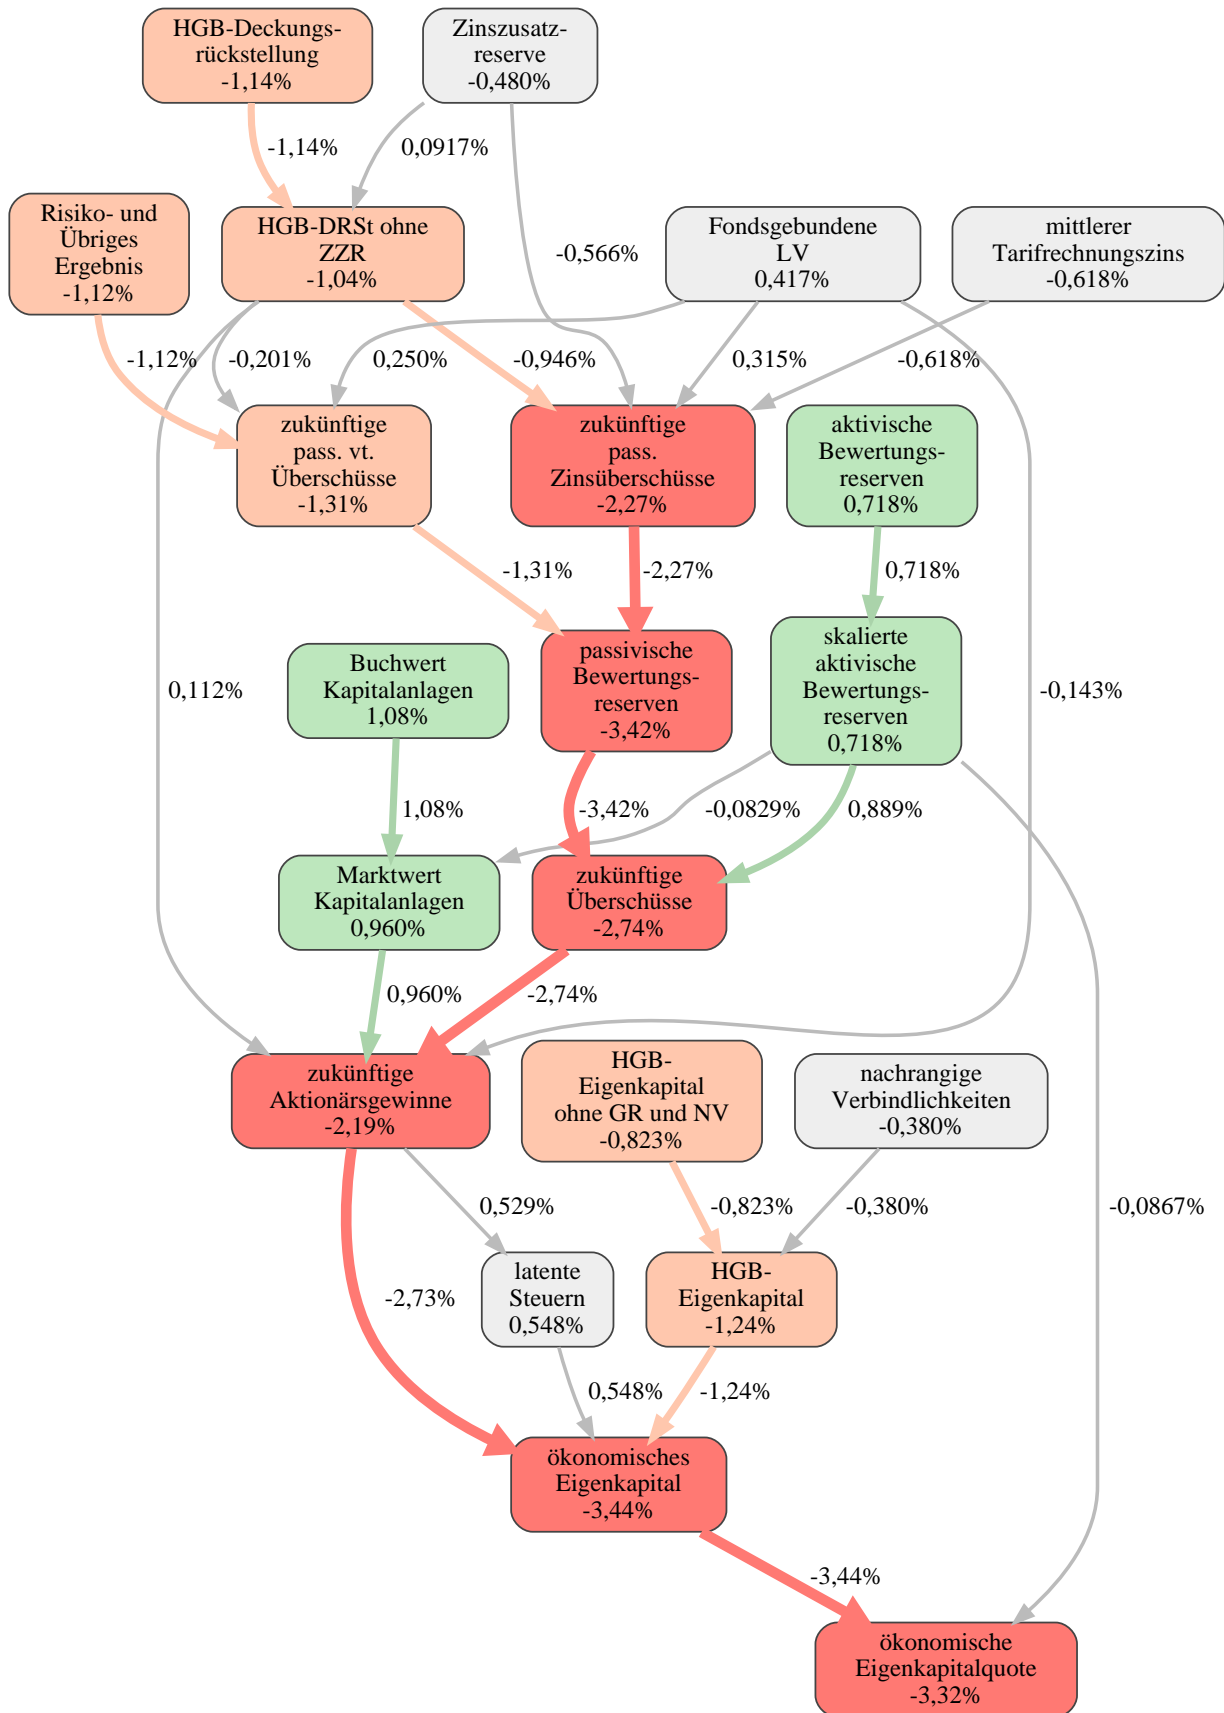 HGB-Deckungs-
rückstellung
-1,14%
Zinszusatz-
reserve
-0,480%
-1,14%
0,0917%
Risiko- und
Übriges
Ergebnis
-1,12%
HGB-DRSt ohne
ZZR
-1,04%
-0,566%
Fondsgebundene
LV
0,417%
mittlerer
Tarifrechnungszins
-0,618%
-1,12%
-0,201%
0,250%
-0,946%
0,315%
-0,618%
zukünftige
pass. vt.
Überschüsse
-1,31%
zukünftige
pass.
Zinsüberschüsse
-2,27%
aktivische
Bewertungs-
reserven
0,718%
-1,31%
-2,27%
0,718%
Buchwert
Kapitalanlagen
1,08%
passivische
Bewertungs-
reserven
-3,42%
skalierte
aktivische
Bewertungs-
reserven
0,718%
0,112%
-0,143%
1,08%
-3,42%
-0,0829%
0,889%
Marktwert
Kapitalanlagen
0,960%
zukünftige
Überschüsse
-2,74%
0,960%
-2,74%
zukünftige
Aktionärsgewinne
-2,19%
HGB-
Eigenkapital
ohne GR und NV
-0,823%
nachrangige
Verbindlichkeiten
-0,380%
0,529%
-0,823%
-0,380%
-0,0867%
-2,73%
latente
Steuern
0,548%
HGB-
Eigenkapital
-1,24%
0,548%
-1,24%
ökonomisches
Eigenkapital
-3,44%
-3,44%
ökonomische
Eigenkapitalquote
-3,32%